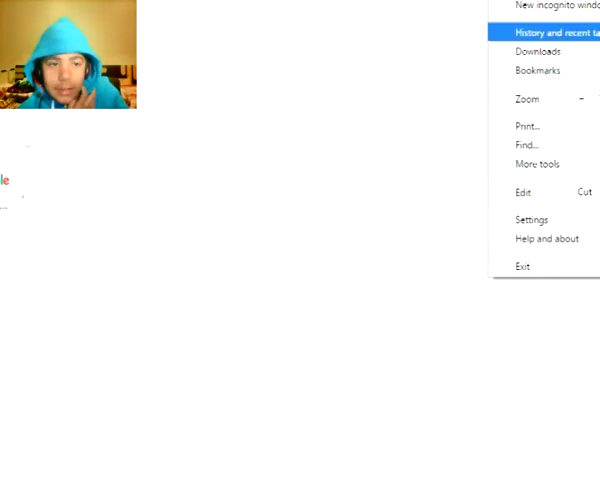 New incognito windo
History and recent ta
Downloads
Bookmarks
Zoom -
Print...
Find...
More tools
Edit Cut
Settings
Help and about
Exit
le